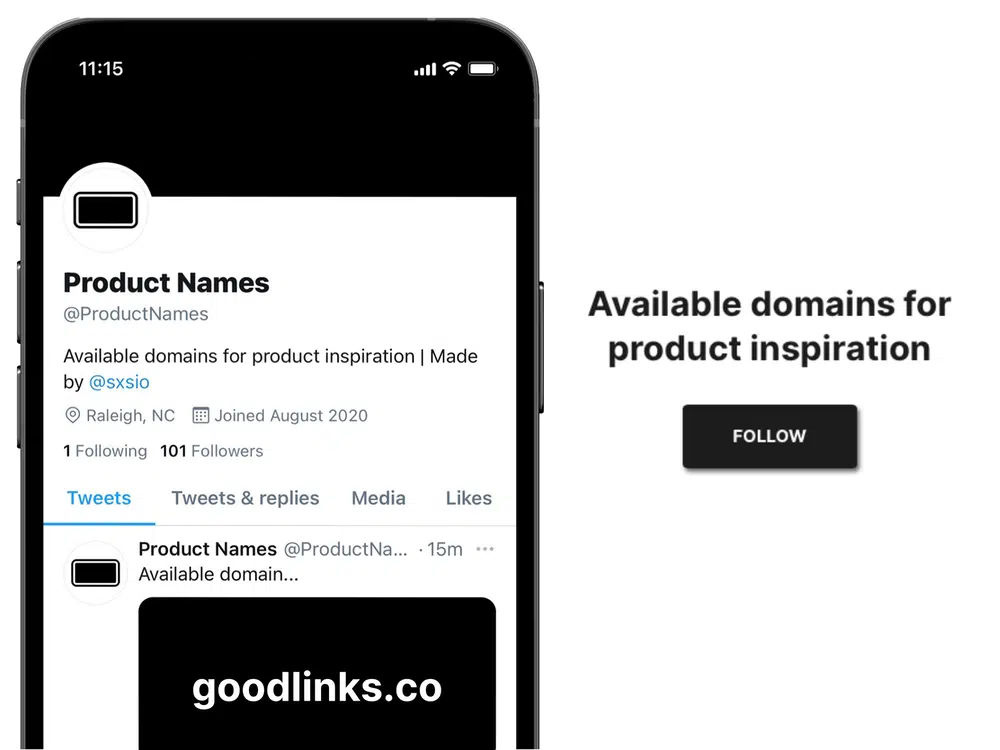 11:15
Product Names
@ProductNames
Available domains for product inspiration | Made
by @sxsio
Raleigh, NC Joined August 2020
1 Following 101 Followers
Tweets Tweets & replies Media Likes
Product Names @ProductNa... · 15m
Available domain...
goodlinks.co
Available domains for
product inspiration
FOLLOW